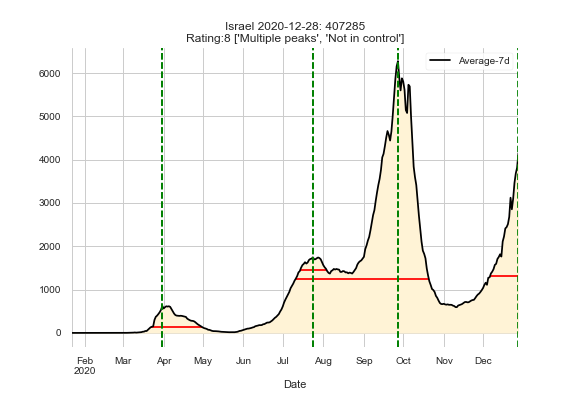 Israel 2020-12-28: 407285
Rating:8 ['Multiple peaks', 'Not in control']
Average-7d
6000
5000
4000
3000
2000
1000
0
Feb Mar Apr May Jun Jul Aug Sep Oct Nov Dec
2020
Date